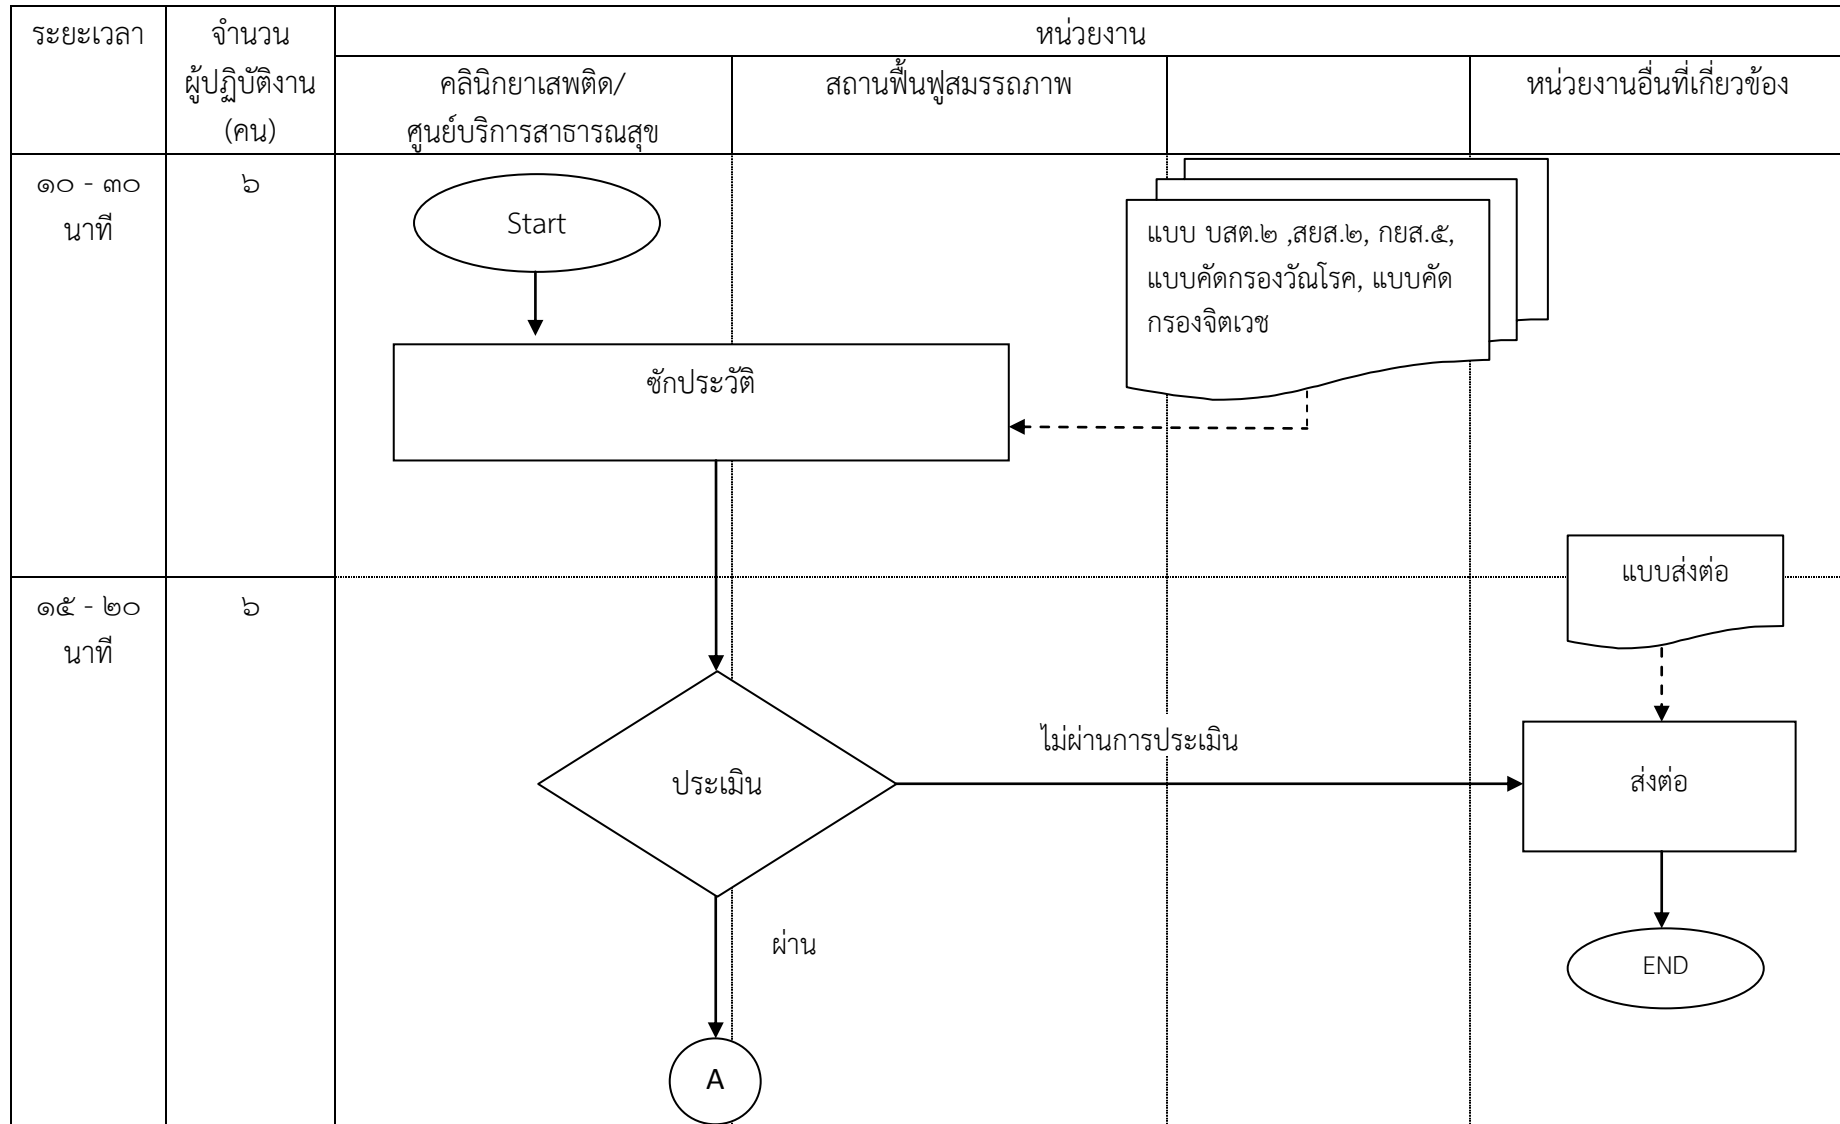 ระยะเวลา
จำนวน
ผู้ปฏิบัติงาน
(คน)
หน่วยงาน
คลินิกยาเสพติด/
ศูนย์บริการสาธารณสุข
สถานฟื้นฟูสมรรถภาพ
หน่วยงานอื่นที่เกี่ยวข้อง
๑๐ - ๓๐
นาที
๖
Start
แบบ บสต.๒ ,สยส.๒, กยส.๕,
แบบคัดกรองวัณโรค, แบบคัด
กรองจิตเวช
ซักประวัติ
๑๕ - ๒๐
นาที
๖
แบบส่งต่อ
ประเมิน
ไม่ผ่านการประเมิน
ส่งต่อ
ผ่าน
END
A